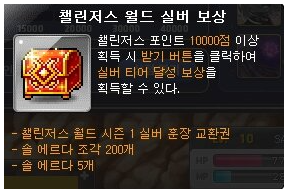 챌린저스 월드 실버 보상
챌린저스 포인트 10000점 이상
획득 시 받기 버튼을 클릭하여
실버 티어 달성 보상을
획득할 수 있다.
- 챌린저스 월드 시즌 1 실버 훈장 교환권
- 솔 에르다 조각 200개
- 솔 에르다 5개